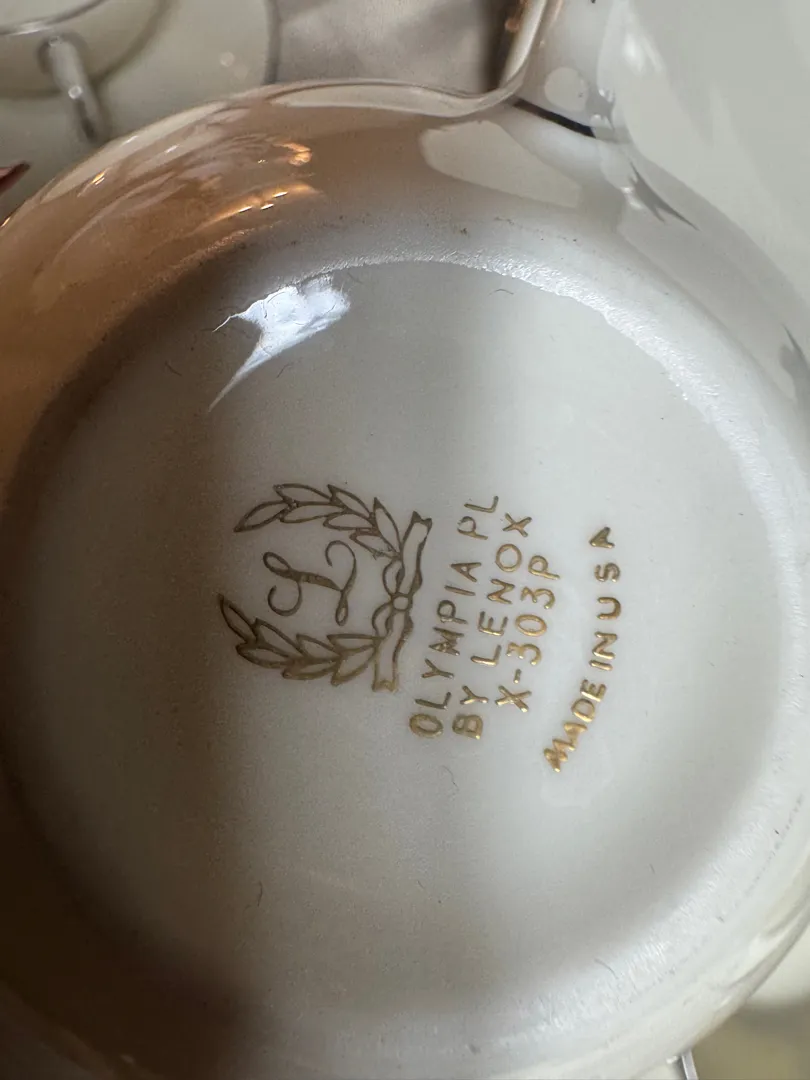 L
OLYMPIA PL
BY LENOX
X-303P
MADE IN USA